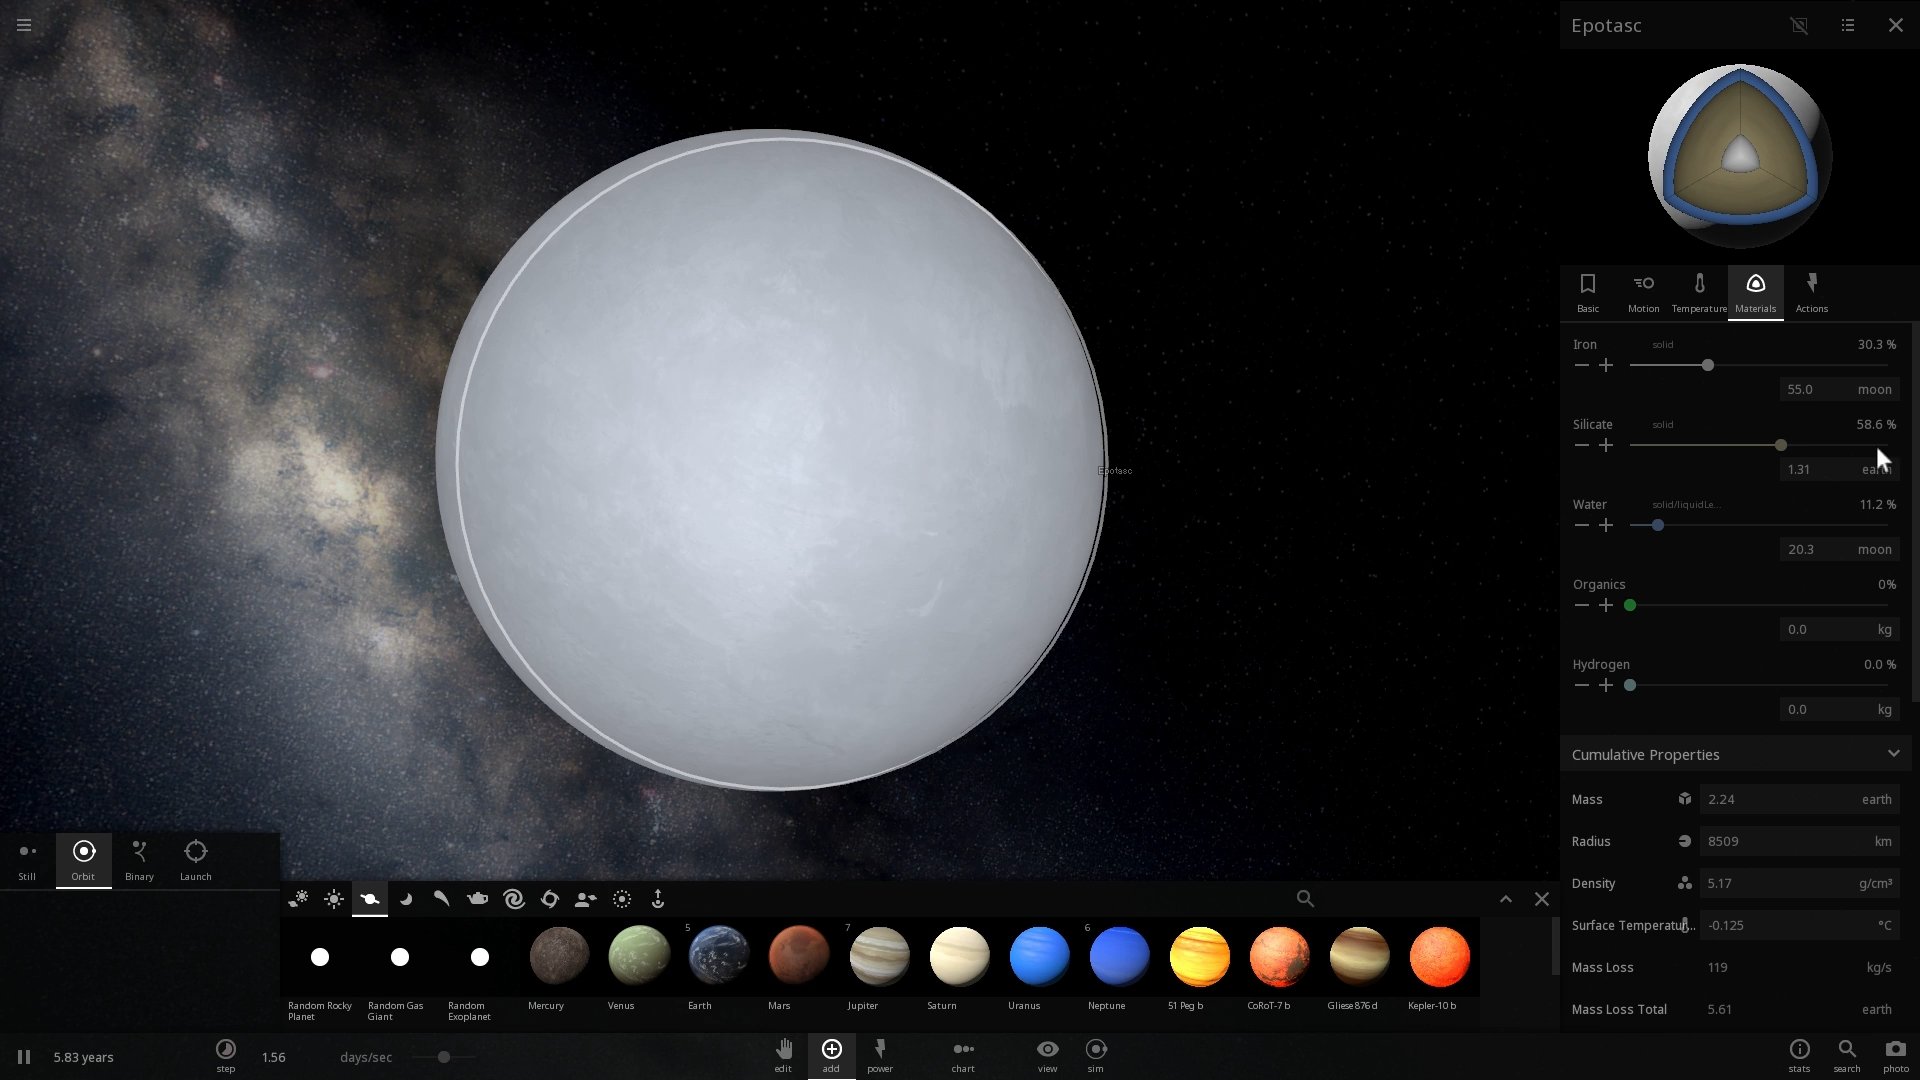 Epotasc
Basic Motion Temperature Materials Actions
Iron solid 30.3 %
55.0 moon
Silicate solid 58.6 %
1.31 earth
Water solid/liquidLe... 11.2 %
20.3 moon
Organics 0%
0.0 kg
Hydrogen 0.0 %
0.0 kg
Cumulative Properties
Mass 2.24 earth
Radius 8509 km
Density 5.17 g/cm³
Surface Temperatur... -0.125 °C
Mass Loss 119 kg/s
Mass Loss Total 5.61 earth
Epotasc
Still Orbit Binary Launch
5 7 6
Random Rocky Planet
Random Gas Giant
Random Exoplanet
Mercury Venus Earth Mars Jupiter Saturn Uranus Neptune 51 Peg b CoRoT-7 b Gliese 876 d Kepler-10 b
5.83 years step 1.56 days/sec edit add power chart view sim stats search photo